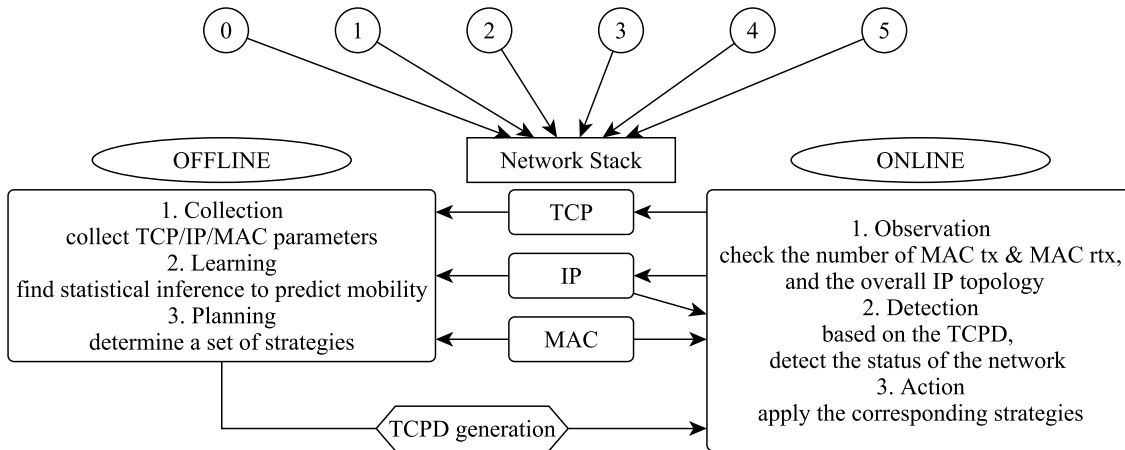 0
1
2
3
4
5
Network Stack
OFFLINE
ONLINE
1. Collection
collect TCP/IP/MAC parameters
2. Learning
find statistical inference to predict mobility
3. Planning
determine a set of strategies
TCP
IP
MAC
1. Observation
check the number of MAC tx & MAC rtx,
and the overall IP topology
2. Detection
based on the TCPD,
detect the status of the network
3. Action
apply the corresponding strategies
TCPD generation